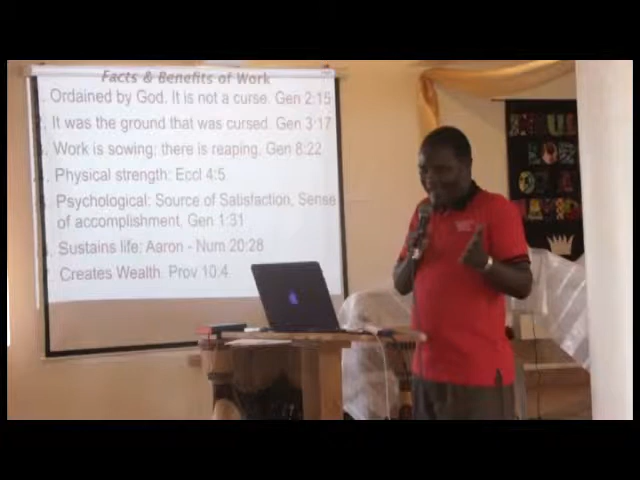 Facts & Benefits of Work
Ordained by God. It is not a curse. Gen 2:15
It was the ground that was cursed. Gen 3:17
Work is sowing; there is reaping. Gen 8:22
Physical strength: Eccl 4:5
Psychological: Source of Satisfaction, Sense
of accomplishment. Gen 1:31
Sustains life: Aaron - Num 20:28
Creates Wealth. Prov 10:4